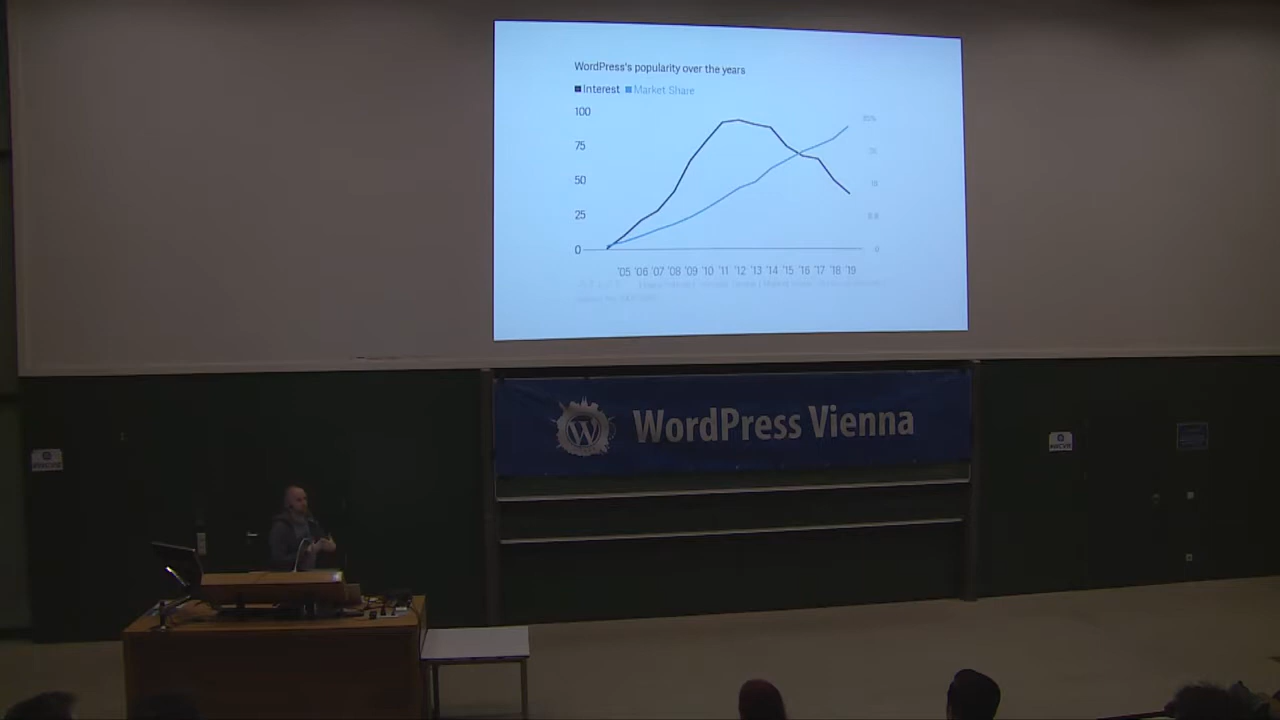 WordPress's popularity over the years
Interest Market Share
100
75
50
25
0
0
'05 '06 '07 '08 '09 '10 '11 '12 '13 '14 '15 '16 '17 '18 '19
WordPress Vienna